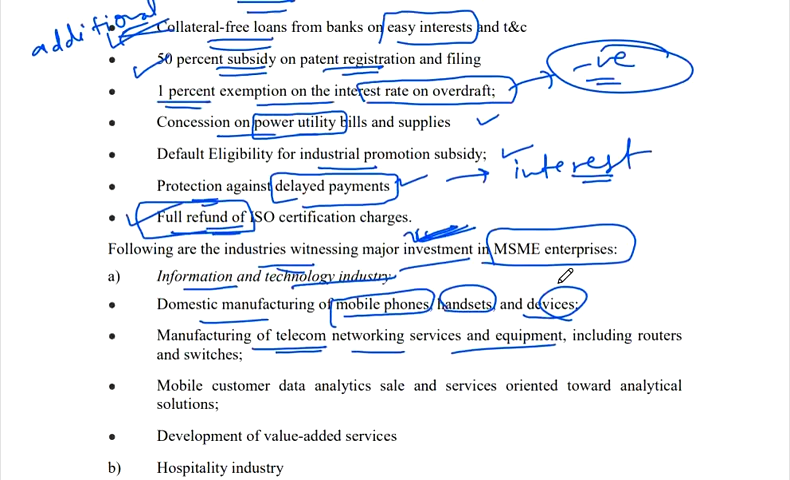 additional
• Collateral-free loans from banks on easy interests and t&c
• 50 percent subsidy on patent registration and filing
• 1 percent exemption on the interest rate on overdraft; -ve
• Concession on power utility bills and supplies
• Default Eligibility for industrial promotion subsidy;
• Protection against delayed payments interest
• Full refund of ISO certification charges.
Following are the industries witnessing major investment in MSME enterprises:
a) Information and technology industry
• Domestic manufacturing of mobile phones, handsets, and devices;
• Manufacturing of telecom networking services and equipment, including routers
and switches;
• Mobile customer data analytics sale and services oriented toward analytical
solutions;
• Development of value-added services
b) Hospitality industry